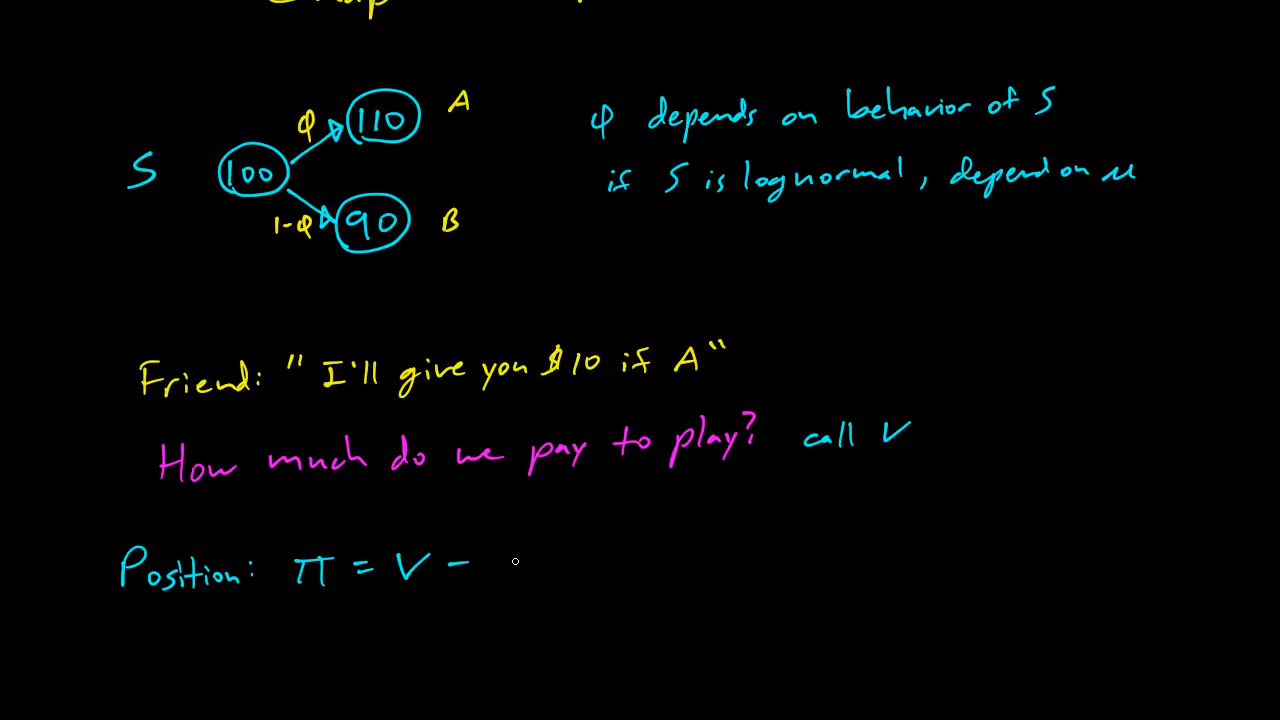 φ 110 A
S 100
1-φ 90 B
φ depends on behavior of S
if S is lognormal, depend on μ
Friend: "I'll give you $10 if A"
How much do we pay to play? call V
Position: π = V -